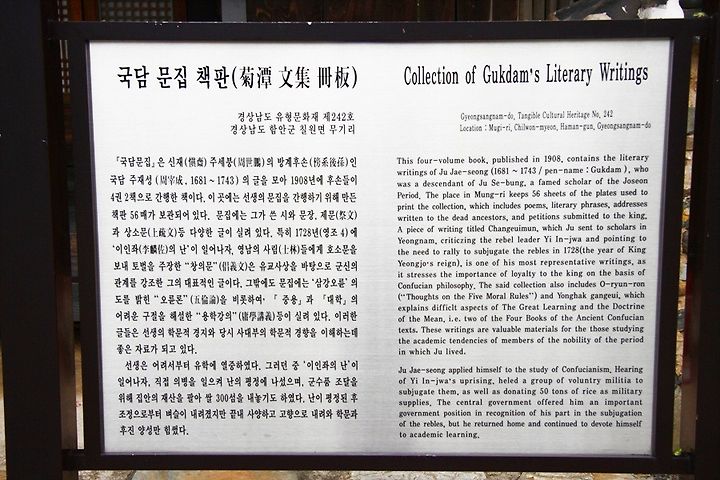 국담 문집 책판(菊潭 文集 冊板)
경상남도 유형문화재 제242호
경상남도 함안군 칠원면 무기리
「국담문집」은 신재(愼齋) 주세붕(周世鵬)의 방계후손(傍系後孫)인
국담 주재성(周宰成, 1681~1743)의 글을 모아 1908년에 후손들이
4권 2책으로 간행한 책이다. 이 곳에는 선생의 문집을 간행하기 위해 만든
책판 56매가 보관되어 있다. 문집에는 그가 쓴 시와 문장, 제문(祭文)
과 상소문(上疏文)등 다양한 글이 실려 있다. 특히 1728년(영조 4)에
'이인좌(李麟佐)의 난'이 일어나자, 영남의 사림(士林)들에게 호소문을
보내 토벌을 주장한 "창의문"(倡義文)은 유교사상을 바탕으로 군신의
관계를 강조한 그의 대표적인 글이다. 그밖에도 문집에는 '삼강오륜'의
도를 밝힌 "오륜론"(五倫論)을 비롯하여·「중용」과「대학」의
어려운 구절을 해설한 "용학강의"(庸學講義)등이 실려 있다. 이러한
글들은 선생의 학문적 경지와 당시 사대부의 학문적 경향을 이해하는데
좋은 자료가 되고 있다.
선생은 어려서부터 유학에 열중하였다. 그러던 중 '이인좌의 난'이
일어나자, 직접 의병을 일으켜 난의 평정에 나섰으며, 군수품 조달을
위해 집안의 재산을 팔아 쌀 300섬을 내놓기도 하였다. 난이 평정된 후
조정으로부터 벼슬이 내려졌지만 끝내 사양하고 고향으로 내려와 학문과
후진 양성만 힘썼다.
Collection of Gukdam's Literary Writings
Gyeongsangnam-do, Tangible Cultural Heritage No, 242
Location : Mugi-ri, Chilwon-myeon, Haman-gun, Gyeongsangnam-do
This four-volume book, published in 1908, contains the literary
writings of Ju Jae-seong (1681 ~ 1743 / pen-name : Gukdam ), who
was a descendant of Ju Se-bung, a famed scholar of the Joseon
Period. The place in Mung-ri keeps 56 sheets of the plates used to
print the collection, which includes poems, literary phrases, addresses
written to the dead ancestors, and petitions submitted to the king.
A piece of writing titled Changeuimun, which Ju sent to scholars in
Yeongnam, criticzing the rebel leader Yi In-jwa and pointing to
the need to rally to subjugate the rebles in 1728(the year of King
Yeongjo's reign), is one of his most representative writings, as
it stresses the importance of loyalty to the king on the basis of
Confucian philosophy. The said collection also includes O-ryun-ron
("Thoughts on the Five Moral Rules") and Yonghak gangeui, which
explains difficlt aspects of The Great Learning and the Doctrine
of the Mean, i.e. two of the Four Books of the Ancient Confucian
texts. These writings are valuable materials for the those studying
the academic tendencies of members of the nobility of the period
in which Ju lived.
Ju Jae-seong applied himself to the study of Confucianism. Hearing
of Yi In-jwa's uprising, heled a group of voluntry militia to
subjugate them, as well as donating 50 tons of rice as military
supplies, The central government offered him an important
government position in recognition of his part in the subjugation
of the rebles, but he returned home and continued to devote himself
to academic learning.